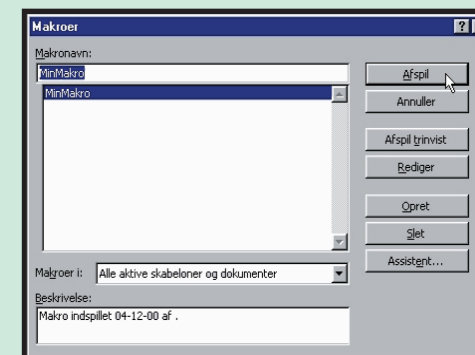 Makroer
Makronavn:
MinMakro
MinMakro
Afspil
Annuller
Afspil trinvist
Rediger
Opret
Slet
Assistent...
Makroer i: Alle aktive skabeloner og dokumenter
Beskrivelse:
Makro indspillet 04-12-00 af .